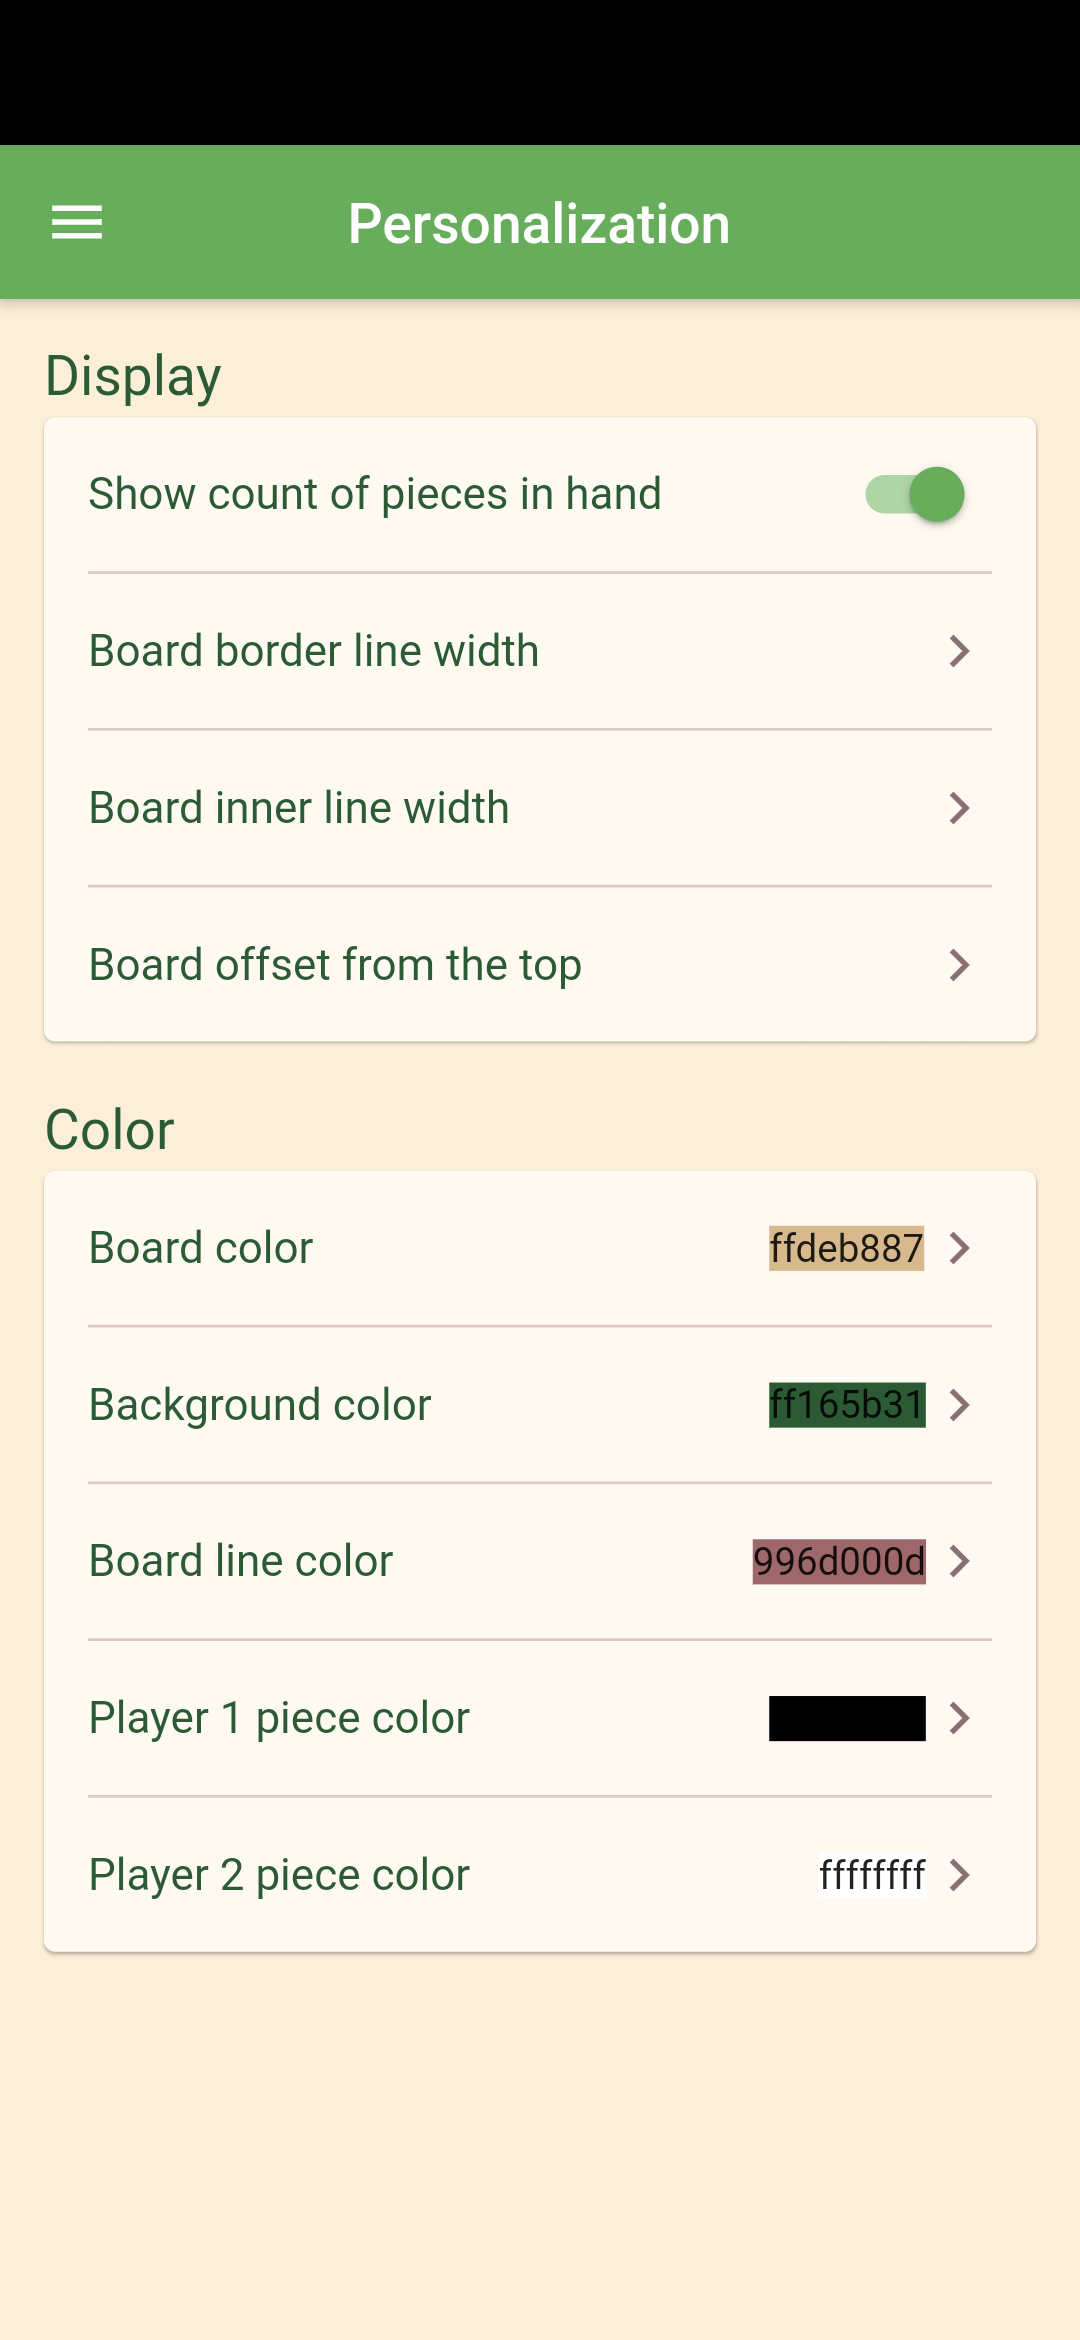 Personalization
Display
Show count of pieces in hand
Board border line width
Board inner line width
Board offset from the top
Color
Board color ffdeb887
Background color ff165b31
Board line color 996d000d
Player 1 piece color
Player 2 piece color ffffffff